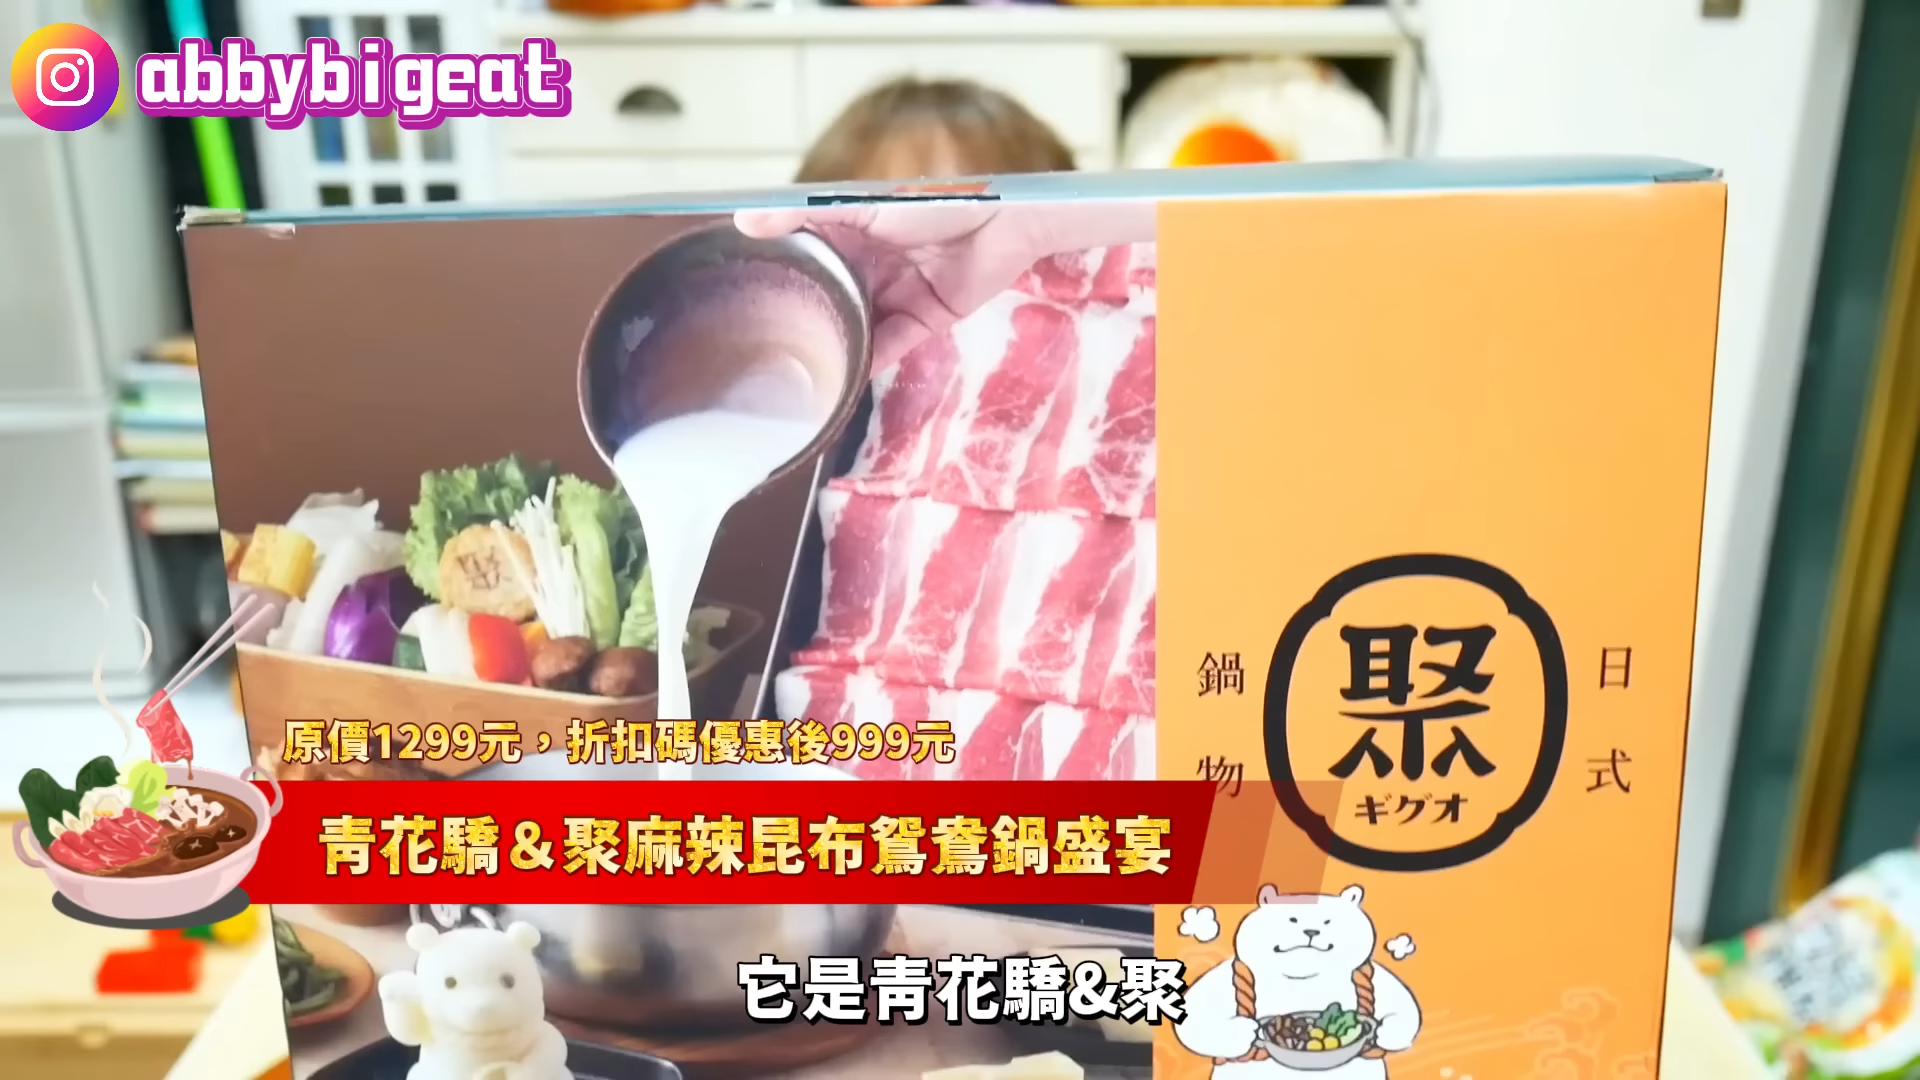 abbybigeat
聚
日式
鍋物
聚
ギグオ
原價1299元，折扣碼優惠後999元
青花驕＆聚麻辣昆布鴛鴦鍋盛宴
它是青花驕&聚